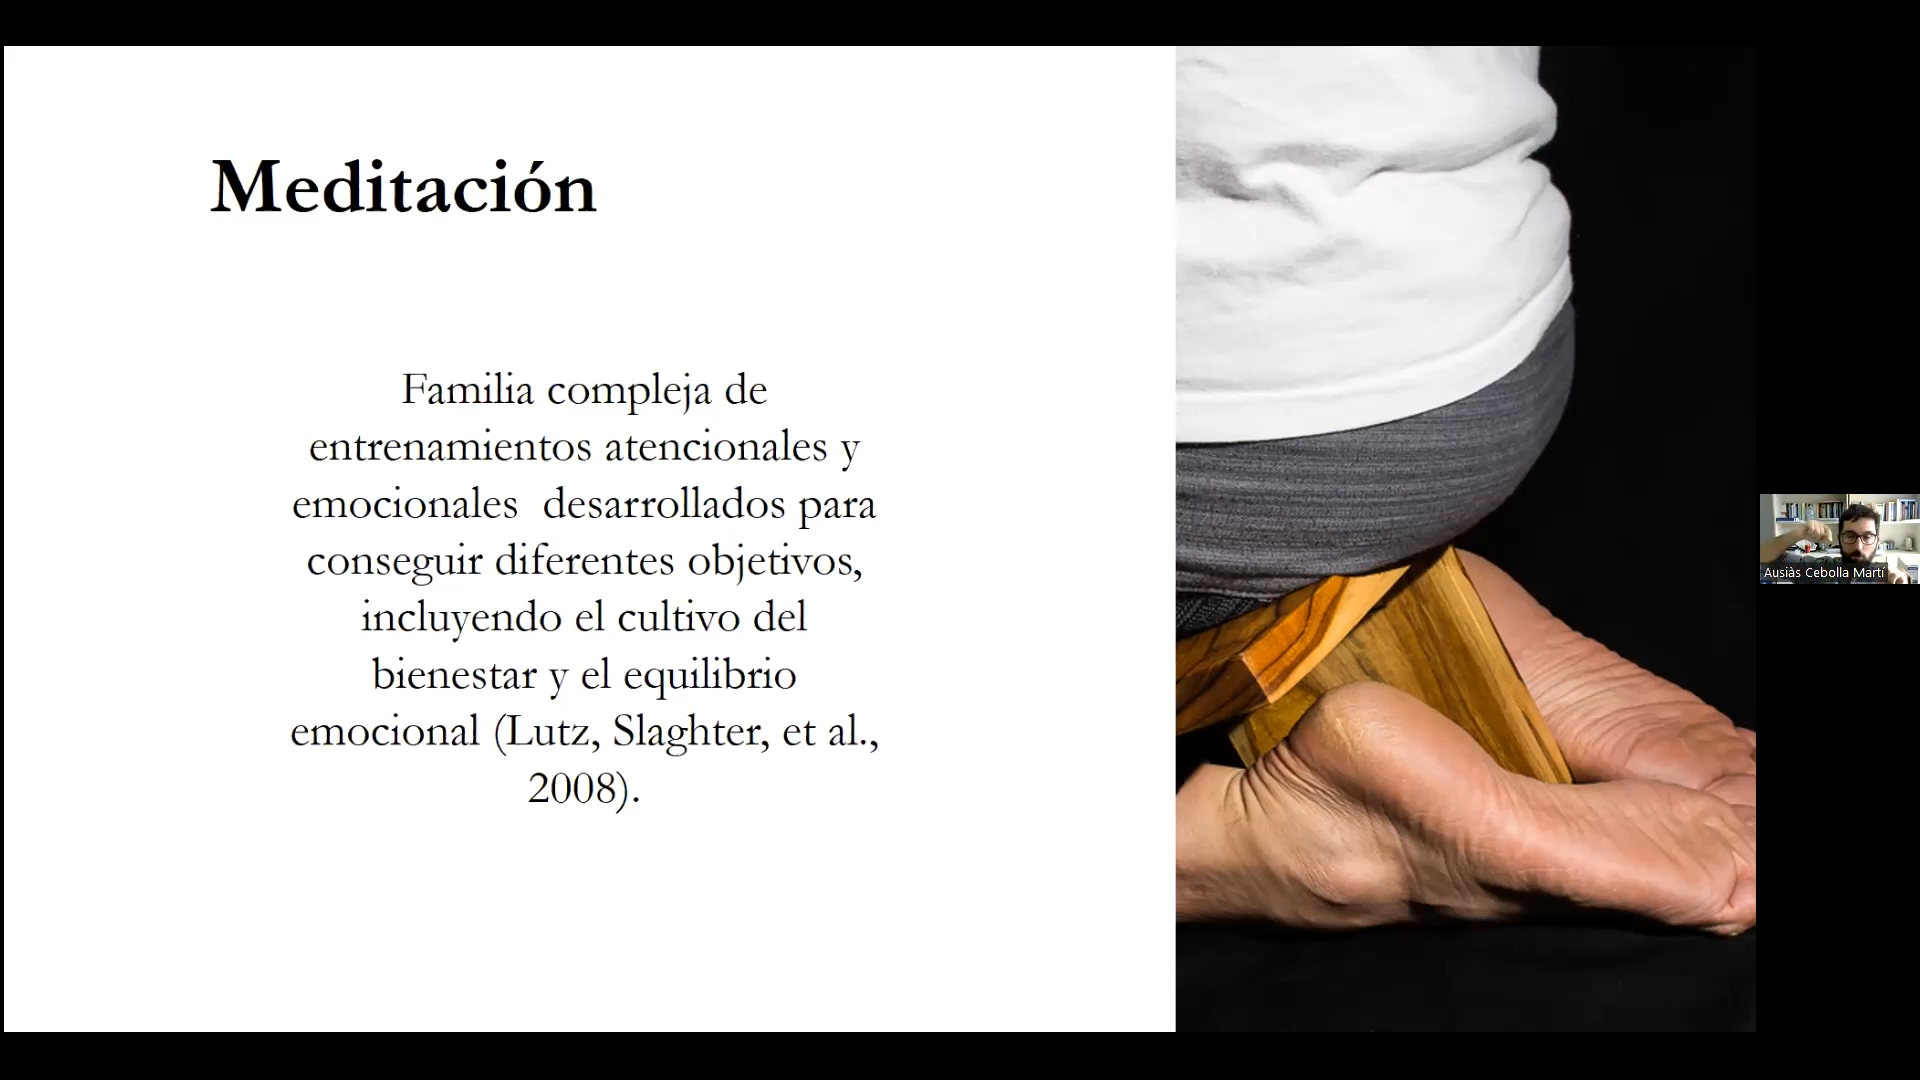 Meditación
Familia compleja de
entrenamientos atencionales y
emocionales  desarrollados para
conseguir diferentes objetivos,
incluyendo el cultivo del
bienestar y el equilibrio
emocional (Lutz, Slaghter, et al.,
2008).
Ausiàs Cebolla Martí